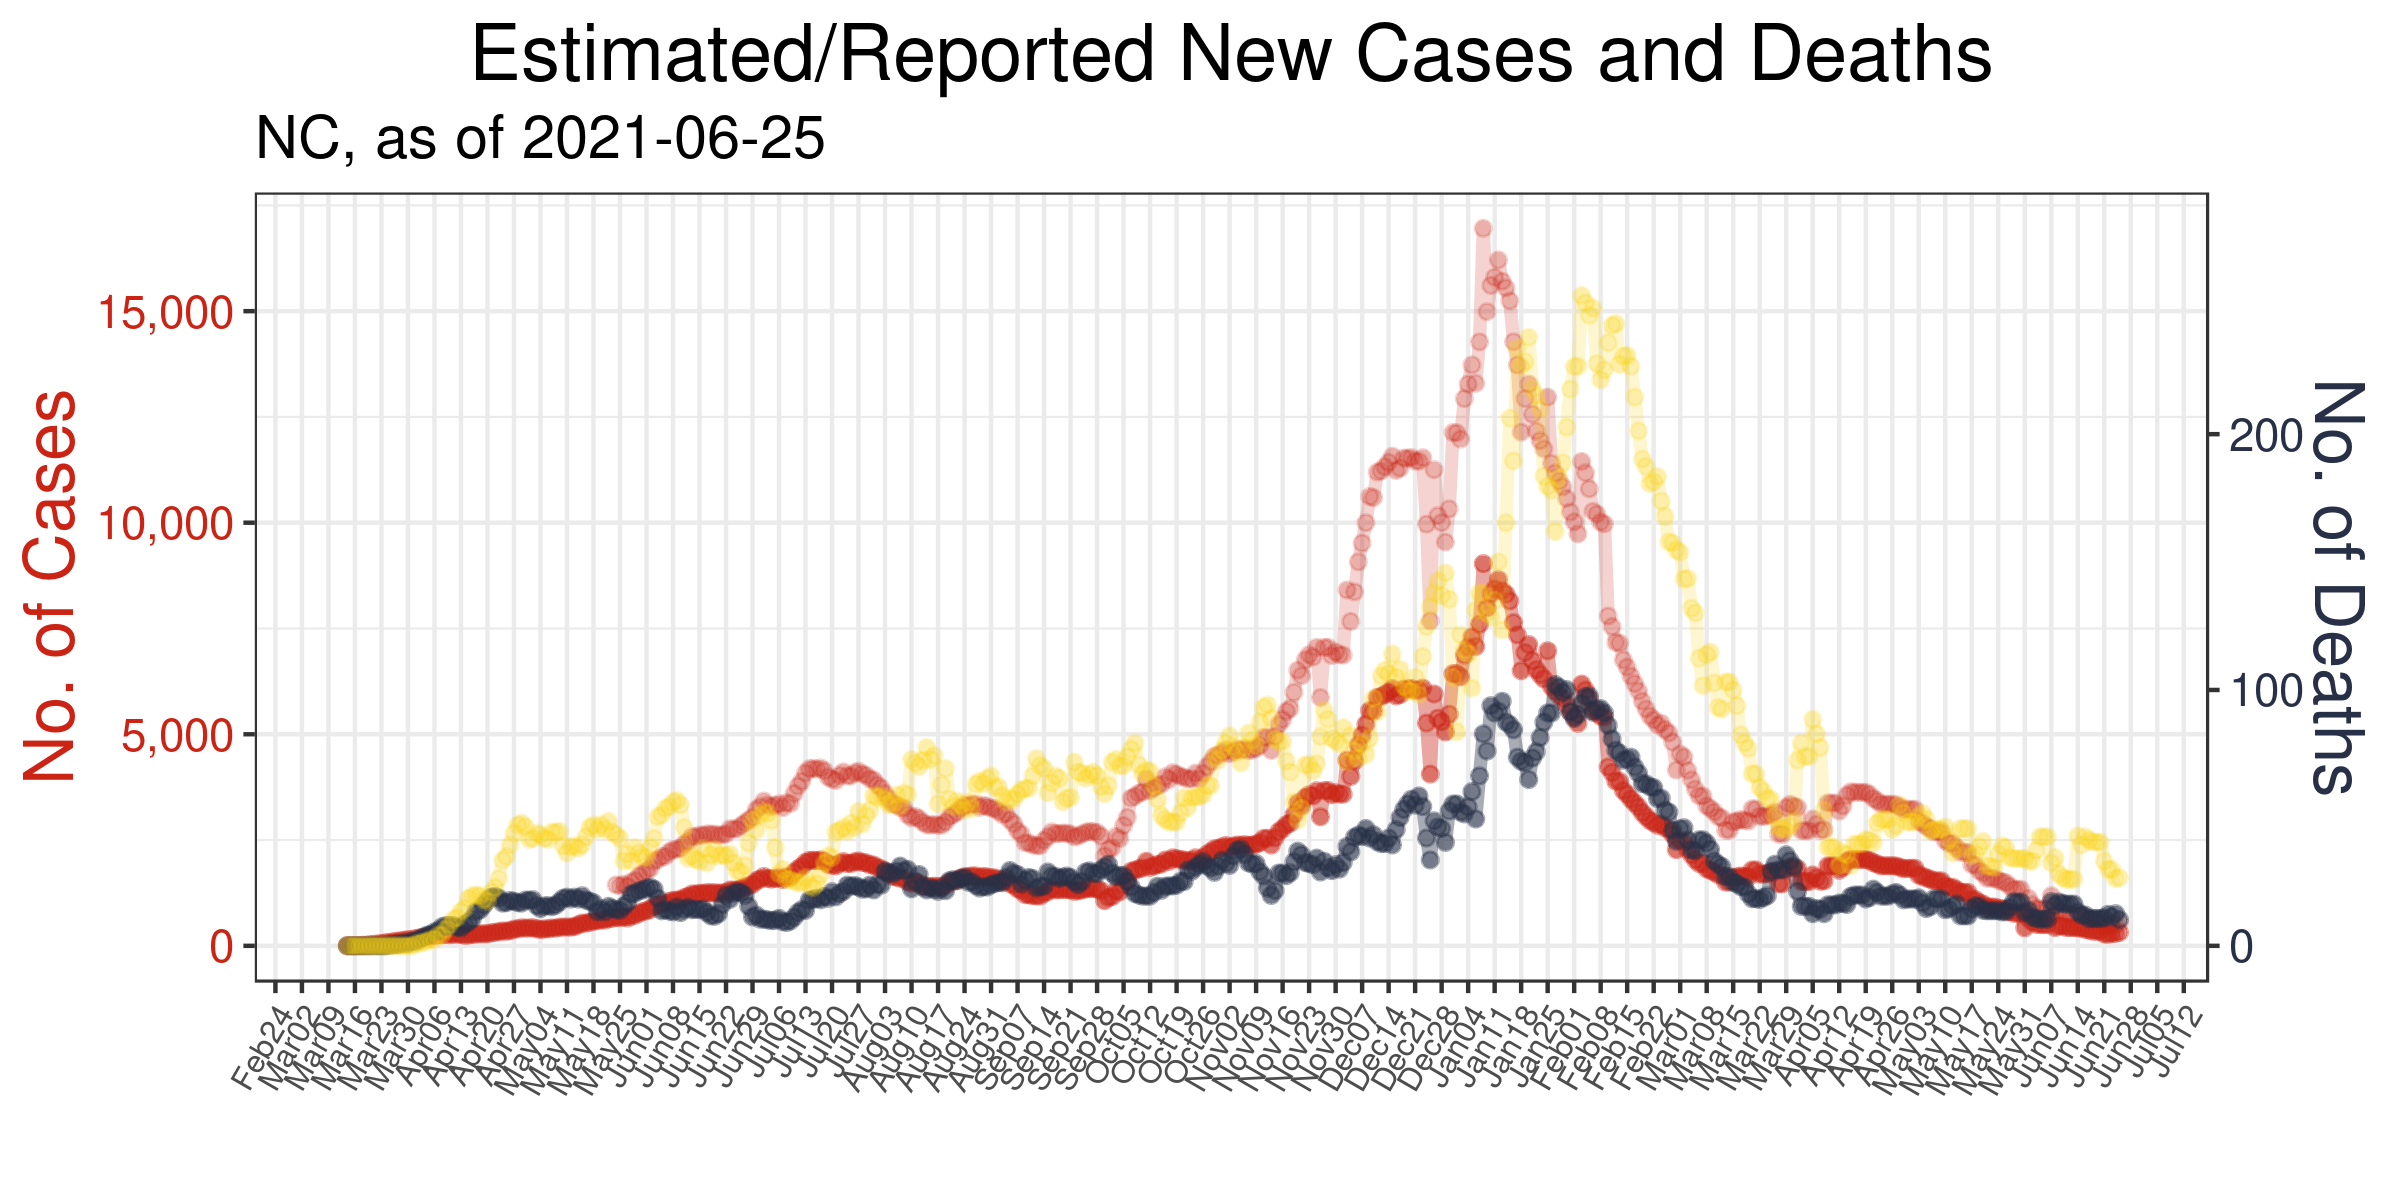 Estimated/Reported New Cases and Deaths
NC, as of 2021-06-25
No. of Cases
15,000
10,000
5,000
0
No. of Deaths
200
100
0
Feb24
Mar02
Mar09
Mar16
Mar23
Mar30
Apr06
Apr13
Apr20
Apr27
May04
May11
May18
May25
Jun01
Jun08
Jun15
Jun22
Jun29
Jul06
Jul13
Jul20
Jul27
Aug03
Aug10
Aug17
Aug24
Aug31
Sep07
Sep14
Sep21
Sep28
Oct05
Oct12
Oct19
Oct26
Nov02
Nov09
Nov16
Nov23
Nov30
Dec07
Dec14
Dec21
Dec28
Jan04
Jan11
Jan18
Jan25
Feb01
Feb08
Feb15
Feb22
Mar01
Mar08
Mar15
Mar22
Mar29
Apr05
Apr12
Apr19
Apr26
May03
May10
May17
May24
May31
Jun07
Jun14
Jun21
Jun28
Jul05
Jul12